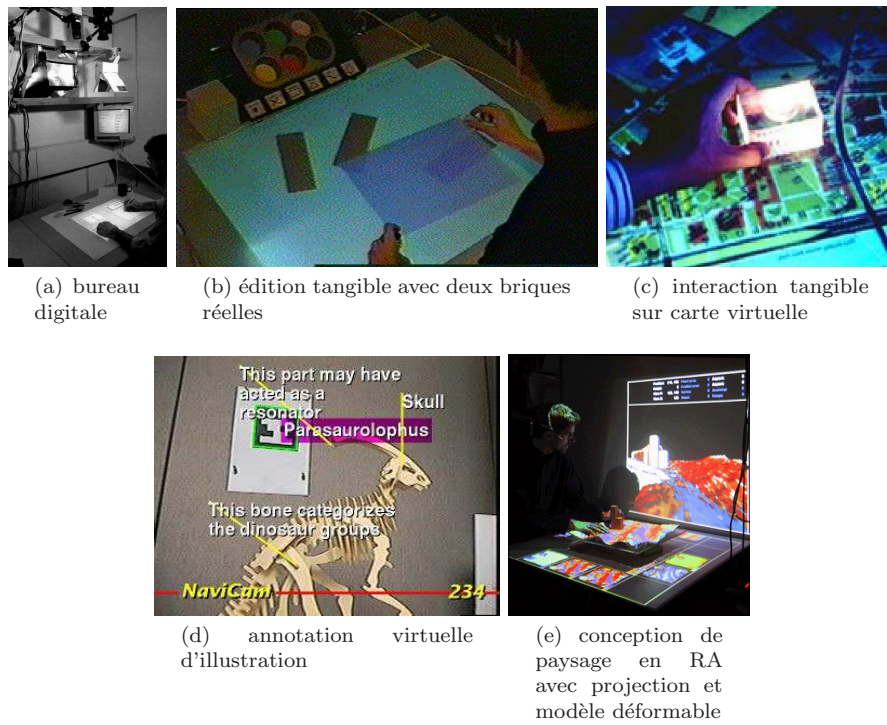 (a) bureau
digitale
(b) édition tangible avec deux briques
réelles
(c) interaction tangible
sur carte virtuelle
This part may have
acted as a
resonator
Skull
Parasaurolophus
This bone categorizes
the dinosaur groups
NaviCam
234
(d) annotation virtuelle
d'illustration
(e) conception de
paysage en RA
avec projection et
modèle déformable